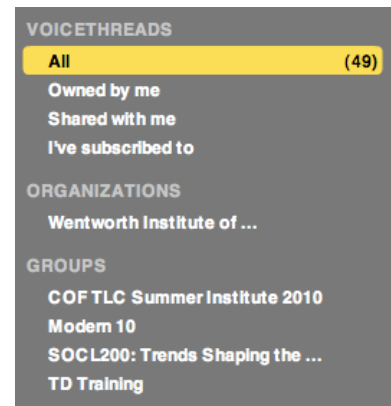 VOICETHREADS
All (49)
Owned by me
Shared with me
I've subscribed to
ORGANIZATIONS
Wentworth Institute of ...
GROUPS
COF TLC Summer Institute 2010
Modern 10
SOCL200: Trends Shaping the ...
TD Training